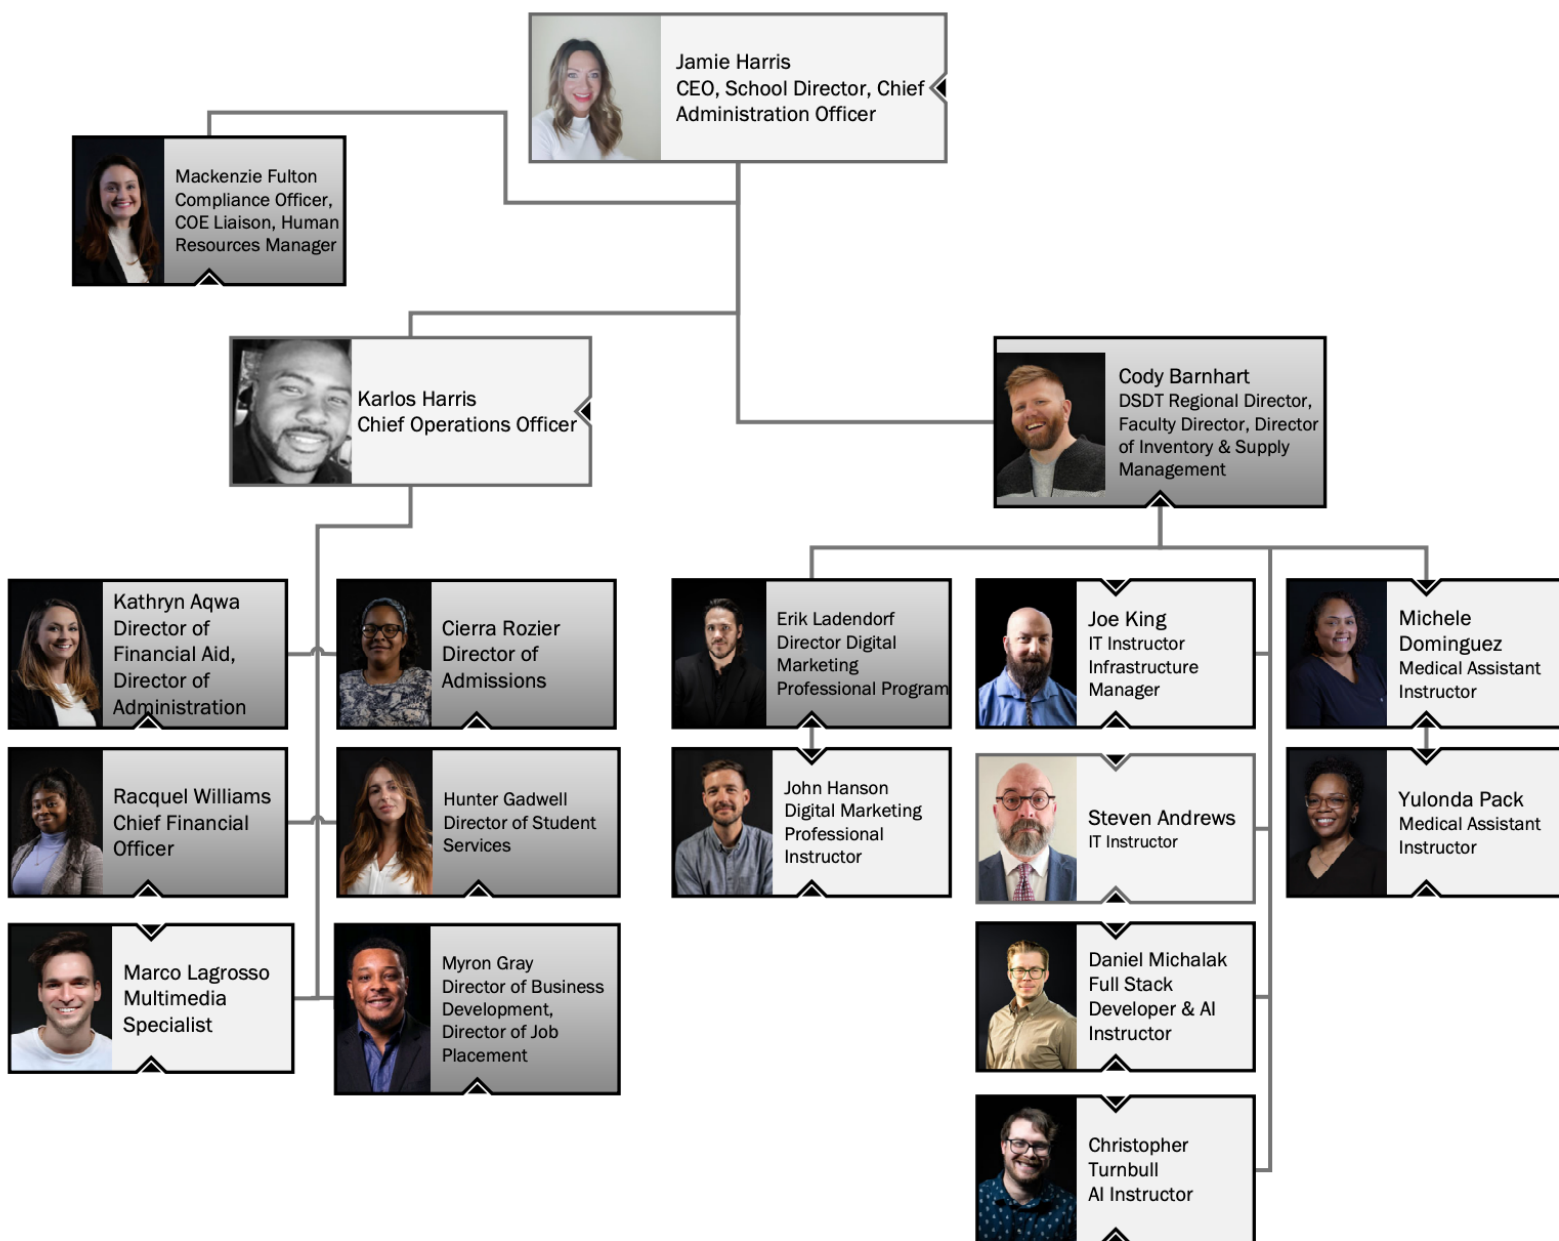 Jamie Harris
CEO, School Director, Chief
Administration Officer
Mackenzie Fulton
Compliance Officer,
COE Liaison, Human
Resources Manager
Karlos Harris
Chief Operations Officer
Cody Barnhart
DSDT Regional Director,
Faculty Director, Director
of Inventory & Supply
Management
Kathryn Aqwa
Director of
Financial Aid,
Director of
Administration
Cierra Rozier
Director of
Admissions
Erik Ladendorf
Director Digital
Marketing
Professional Program
Joe King
IT Instructor
Infrastructure
Manager
Michele
Dominguez
Medical Assistant
Instructor
Racquel Williams
Chief Financial
Officer
Hunter Gadwell
Director of Student
Services
John Hanson
Digital Marketing
Professional
Instructor
Steven Andrews
IT Instructor
Yulonda Pack
Medical Assistant
Instructor
Marco Lagrosso
Multimedia
Specialist
Myron Gray
Director of Business
Development,
Director of Job
Placement
Daniel Michalak
Full Stack
Developer & AI
Instructor
Christopher
Turnbull
AI Instructor